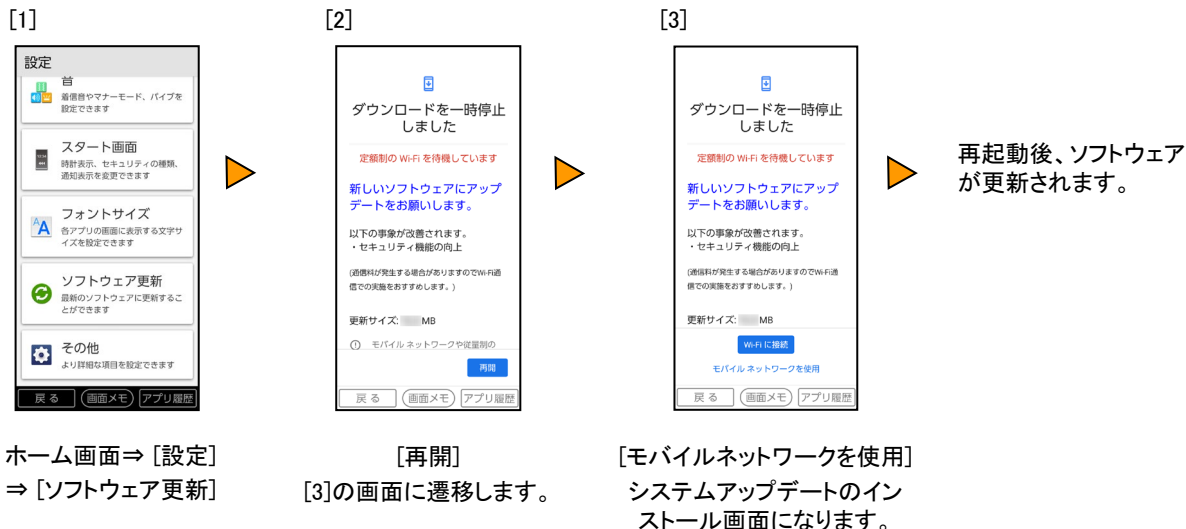 [1]
設定
音
着信音やマナーモード、バイブを
設定できます
スタート画面
時計表示、セキュリティの種類、
通知表示を変更できます
フォントサイズ
各アプリの画面に表示する文字サ
イズを設定できます
ソフトウェア更新
最新のソフトウェアに更新するこ
とができます
その他
より詳細な項目を設定できます
戻る 画面メモ アプリ履歴
ホーム画面⇒ [設定]
⇒ [ソフトウェア更新]
[2]
ダウンロードを一時停止
しました
定額制の Wi-Fi を待機しています
新しいソフトウェアにアップ
デートをお願いします。
以下の事象が改善されます。
・セキュリティ機能の向上
(通信料が発生する場合がありますのでWi-Fi通
信での実施をおすすめします。)
更新サイズ: MB
モバイル ネットワークや従量制の
再開
戻る 画面メモ アプリ履歴
[再開]
[3]の画面に遷移します。
[3]
ダウンロードを一時停止
しました
定額制の Wi-Fi を待機しています
新しいソフトウェアにアップ
デートをお願いします。
以下の事象が改善されます。
・セキュリティ機能の向上
(通信料が発生する場合がありますのでWi-Fi通
信での実施をおすすめします。)
更新サイズ: MB
Wi-Fi に接続
モバイル ネットワークを使用
戻る 画面メモ アプリ履歴
[モバイルネットワークを使用]
システムアップデートのイン
ストール画面になります。
再起動後、ソフトウェア
が更新されます。